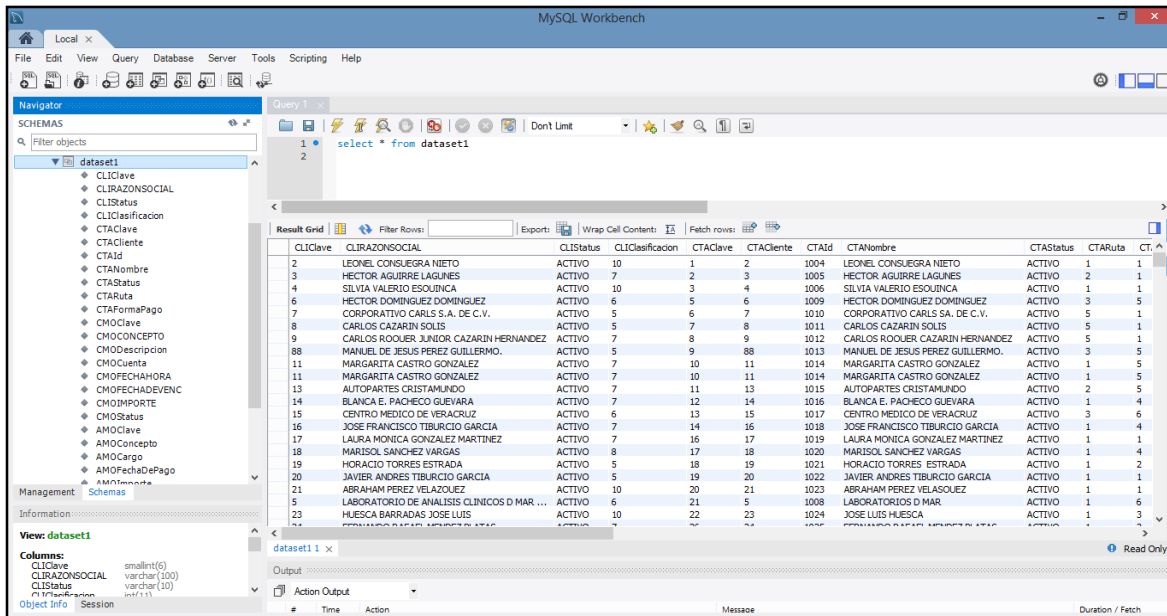 MySQL Workbench
Local
File Edit View Query Database Server Tools Scripting Help
Navigator
SCHEMAS
Filter objects
dataset1
CLIClave
CLIRAZONSOCIAL
CLIStatus
CLIClasificacion
CTAClave
CTACliente
CTAId
CTANombre
CTAStatus
CTARuta
CTAFormaPago
CMOClave
CMOCONCEPTO
CMODescripcion
CMOCuenta
CMOFECHAHORA
CMOFECHADEVENC
CMOIMPORTE
CMOStatus
AMOClave
AMOConcepto
AMOCargo
AMOFechaDePago
AMOImporte
Management Schemas
Information
View: dataset1
Columns:
CLIClave smallint(6)
CLIRAZONSOCIAL varchar(100)
CLIStatus varchar(10)
CLIClasificacion int(11)
Object Info Session
Query 1
Don't Limit
1 select * from dataset1
2
Result Grid Filter Rows: Export: Wrap Cell Content: Fetch rows:
CLIClave CLIRAZONSOCIAL CLIStatus CLIClasificacion CTAClave CTACliente CTAId CTANombre CTAStatus CTARuta
2 LEONEL CONSUEGRA NIETO ACTIVO 10 1 2 1004 LEONEL CONSUEGRA NIETO ACTIVO 1 1
3 HECTOR AGUIRRE LAGUNES ACTIVO 7 2 3 1005 HECTOR AGUIRRE LAGUNES ACTIVO 2 1
4 SILVIA VALERIO ESQUINCA ACTIVO 10 3 4 1006 SILVIA VALERIO ESQUINCA ACTIVO 1 1
6 HECTOR DOMINGUEZ DOMINGUEZ ACTIVO 6 5 6 1009 HECTOR DOMINGUEZ DOMINGUEZ ACTIVO 3 5
7 CORPORATIVO CARLS S.A. DE C.V. ACTIVO 5 6 7 1010 CORPORATIVO CARLS SA. DE C.V. ACTIVO 5 1
8 CARLOS CAZARIN SOLIS ACTIVO 5 7 8 1011 CARLOS CAZARIN SOLIS ACTIVO 5 1
9 CARLOS ROQUER JUNIOR CAZARIN HERNANDEZ ACTIVO 7 8 9 1012 CARLOS ROQUER CAZARIN HERNANDEZ ACTIVO 5 1
88 MANUEL DE JESUS PEREZ GUILLERMO. ACTIVO 5 9 88 1013 MANUEL DE JESUS PEREZ GUILLERMO. ACTIVO 3 5
11 MARGARITA CASTRO GONZALEZ ACTIVO 7 10 11 1014 MARGARITA CASTRO GONZALEZ ACTIVO 1 5
11 MARGARITA CASTRO GONZALEZ ACTIVO 7 10 11 1014 MARGARITA CASTRO GONZALEZ ACTIVO 1 5
13 AUTOPARTES CRISTAMUNDO ACTIVO 7 11 13 1015 AUTOPARTES CRISTAMUNDO ACTIVO 2 1
14 BLANCA E. PACHECO GUEVARA ACTIVO 7 12 14 1016 BLANCA E. PACHECO GUEVARA ACTIVO 1 4
15 CENTRO MEDICO DE VERACRUZ ACTIVO 6 13 15 1017 CENTRO MEDICO DE VERACRUZ ACTIVO 3 6
16 JOSE FRANCISCO TIBURCIO GARCIA ACTIVO 7 14 16 1018 JOSE FRANCISCO TIBURCIO GARCIA ACTIVO 1 4
17 LAURA MONICA GONZALEZ MARTINEZ ACTIVO 7 16 17 1019 LAURA MONICA GONZALEZ MARTINEZ ACTIVO 1 1
18 MARISOL SANCHEZ VARGAS ACTIVO 8 17 18 1020 MARISOL SANCHEZ VARGAS ACTIVO 1 4
19 HORACIO TORRES ESTRADA ACTIVO 5 18 19 1021 HORACIO TORRES ESTRADA ACTIVO 1 2
20 JAVIER ANDRES TIBURCIO GARCIA ACTIVO 5 19 20 1022 JAVIER ANDRES TIBURCIO GARCIA ACTIVO 1 1
21 ABRAHAM PEREZ VELAZQUEZ ACTIVO 10 20 21 1023 ABRAHAM PEREZ VELASQUEZ ACTIVO 1 1
5 LABORATORIO DE ANALISIS CLINICOS D MAR ... ACTIVO 6 21 5 1008 LABORATORIOS D MAR ACTIVO 1 6
23 HUESCA BARRADAS JOSE LUIS ACTIVO 10 22 23 1024 JOSE LUIS HUESCA ACTIVO 1 3
dataset1 1
Read Only
Output
Action Output
# Time Action Message Duration / Fetch